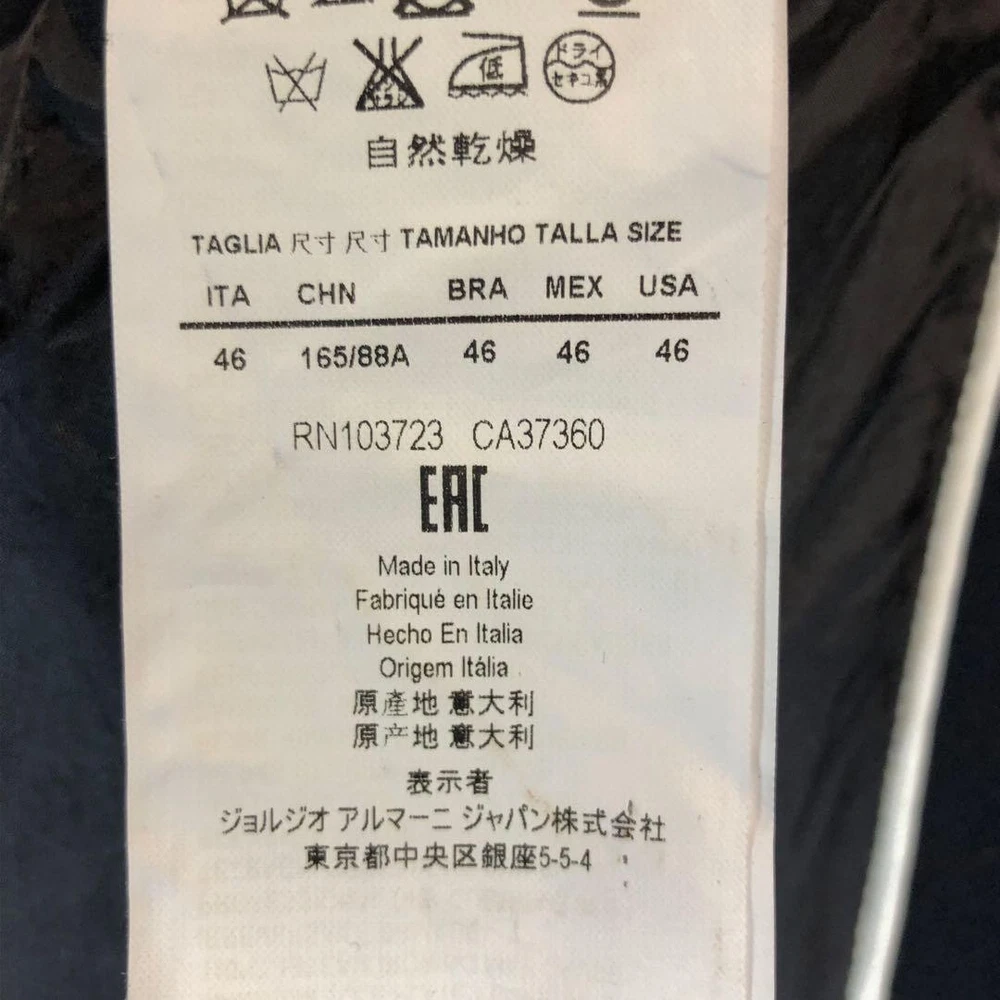 エンソ
低
ドライ
セキユ系
自然乾燥
TAGLIA 尺寸 尺寸 TAMANHO TALLA SIZE
ITA CHN BRA MEX USA
46 165/88A 46 46 46
RN103723 CA37360
EAC
Made in Italy
Fabriqué en Italie
Hecho En Italia
Origem Itália
原產地 意大利
原产地 意大利
表示者
ジョルジオ アルマーニ ジャパン株式会社
東京都中央区銀座5-5-4